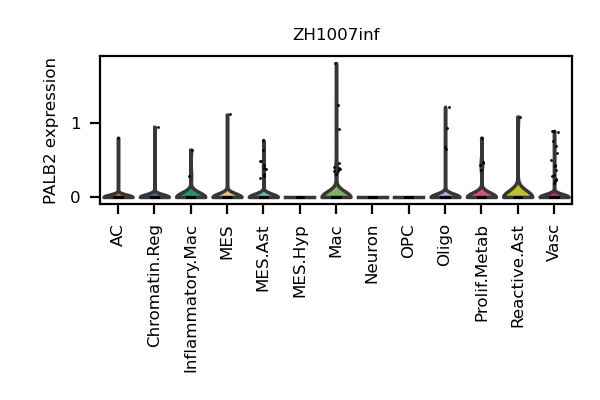 ZH1007inf
PALB2 expression
1
0
AC
Chromatin.Reg
Inflammatory.Mac
MES
MES.Ast
MES.Hyp
Mac
Neuron
OPC
Oligo
Prolif.Metab
Reactive.Ast
Vasc